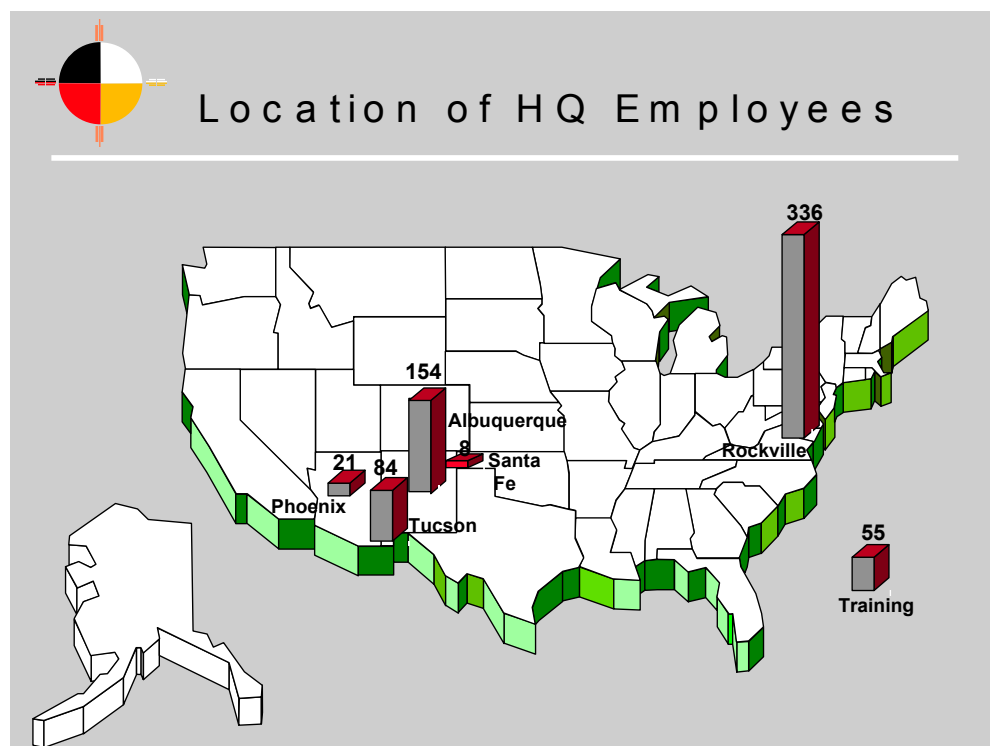 Location of HQ Employees
336
154
Albuquerque
8
Santa
Fe
21
84
Phoenix
Tucson
Rockville
55
Training